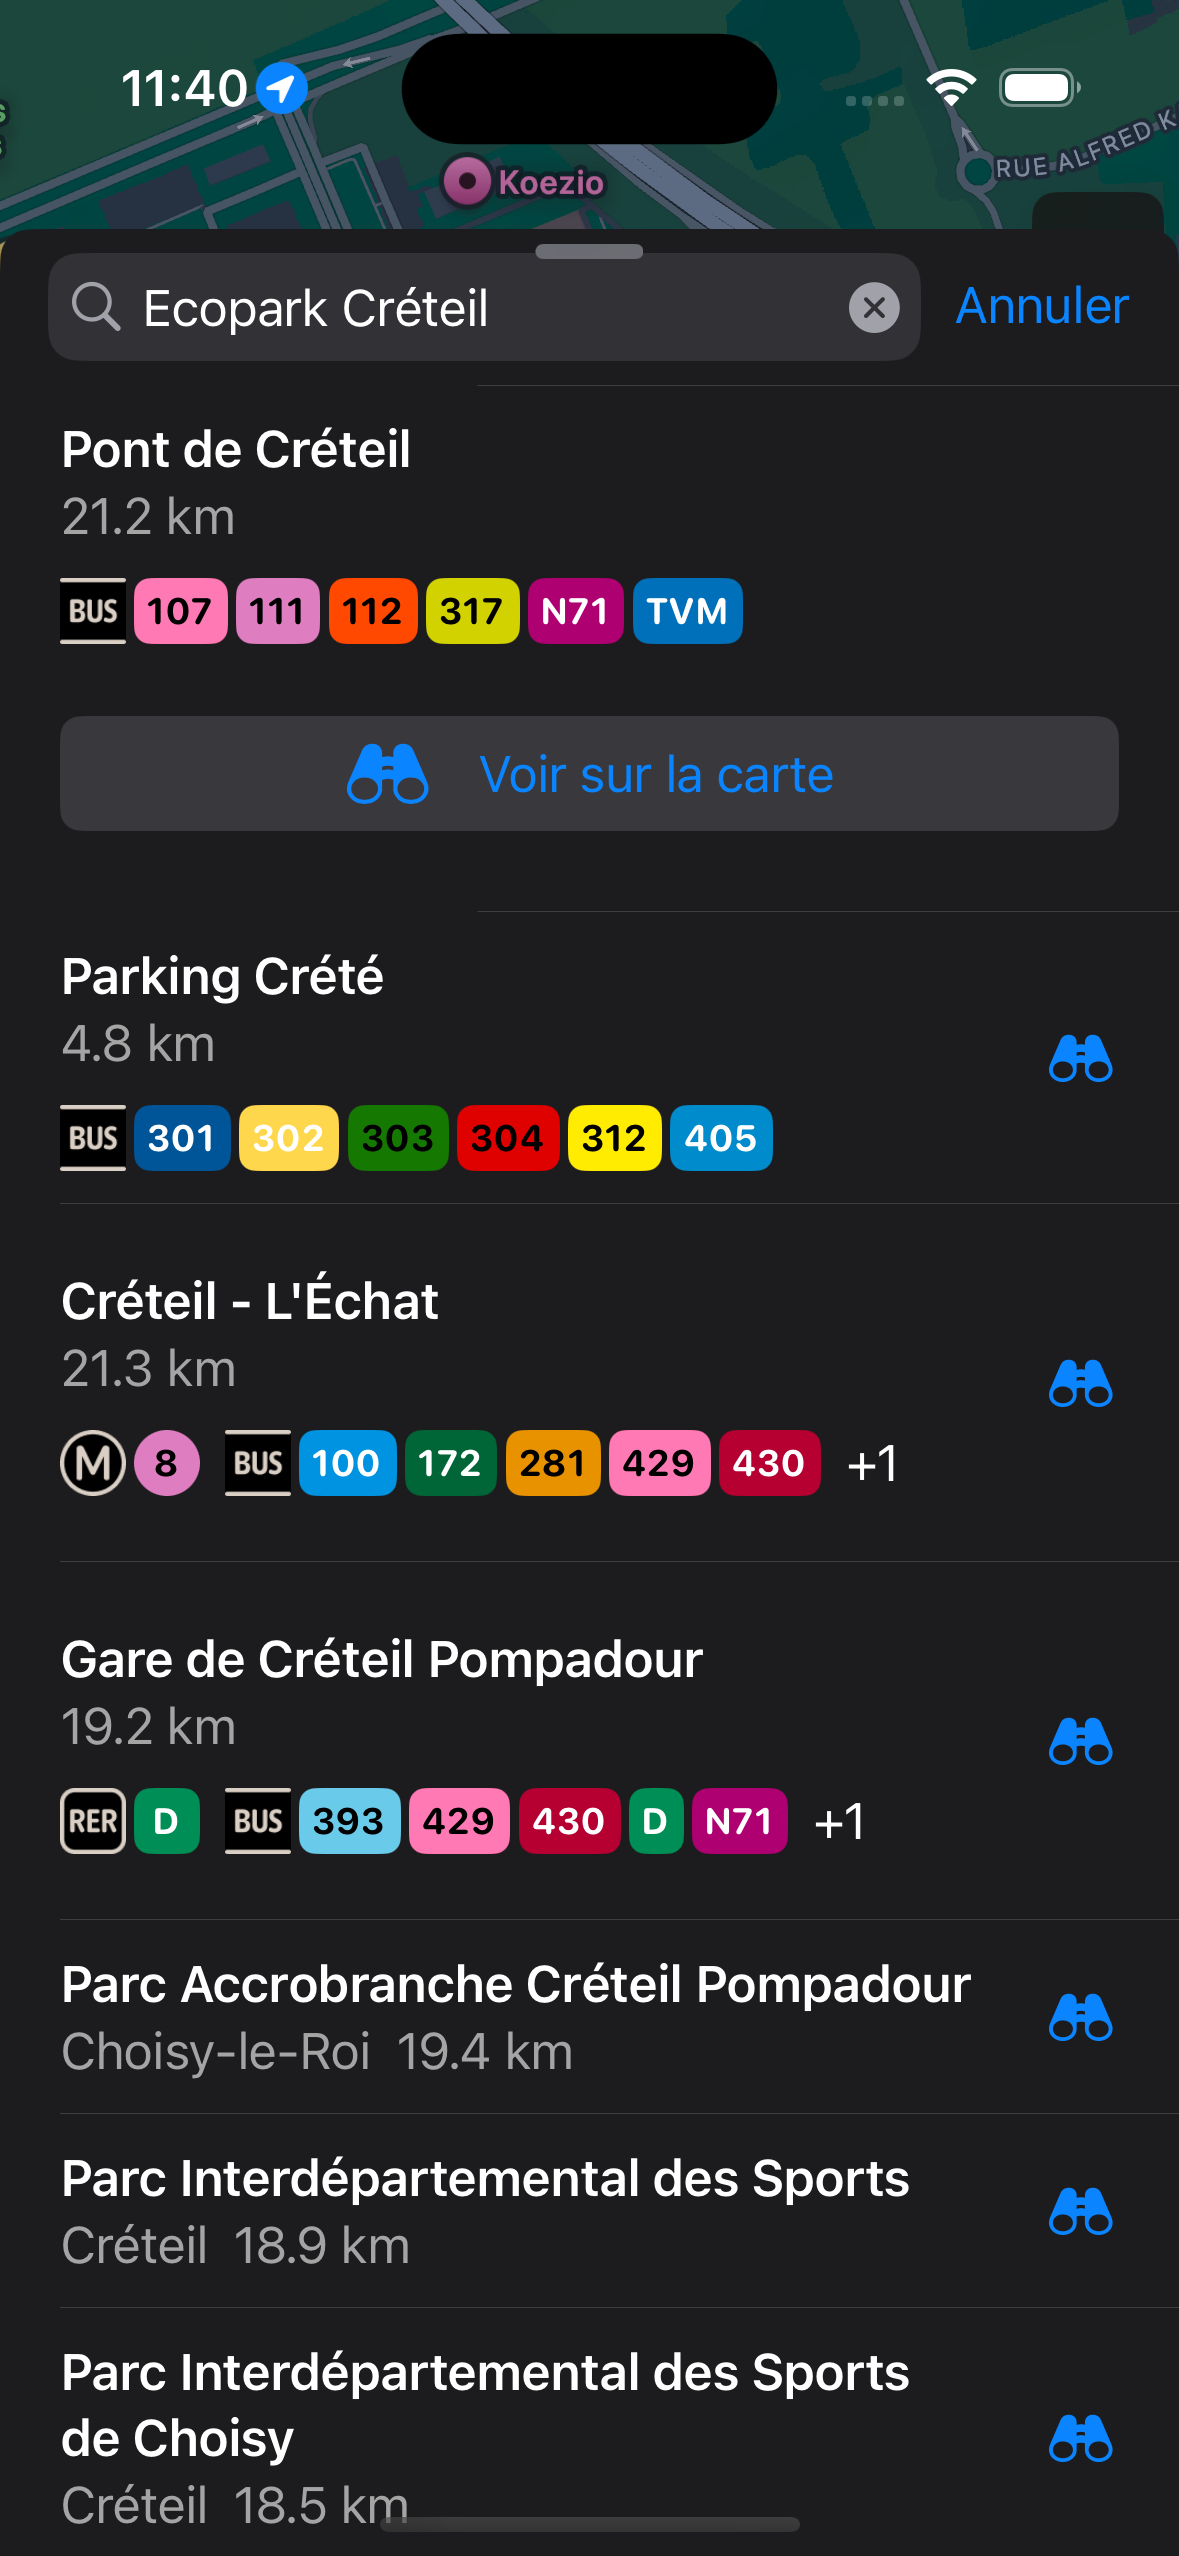 11:40
Koezio
RUE ALFRED K
Ecopark Créteil
Annuler
Pont de Créteil
21.2 km
BUS 107 111 112 317 N71 TVM
Voir sur la carte
Parking Crété
4.8 km
BUS 301 302 303 304 312 405
Créteil - L'Échat
21.3 km
M 8 BUS 100 172 281 429 430 +1
Gare de Créteil Pompadour
19.2 km
RER D BUS 393 429 430 D N71 +1
Parc Accrobranche Créteil Pompadour
Choisy-le-Roi 19.4 km
Parc Interdépartemental des Sports
Créteil 18.9 km
Parc Interdépartemental des Sports
de Choisy
Créteil 18.5 km